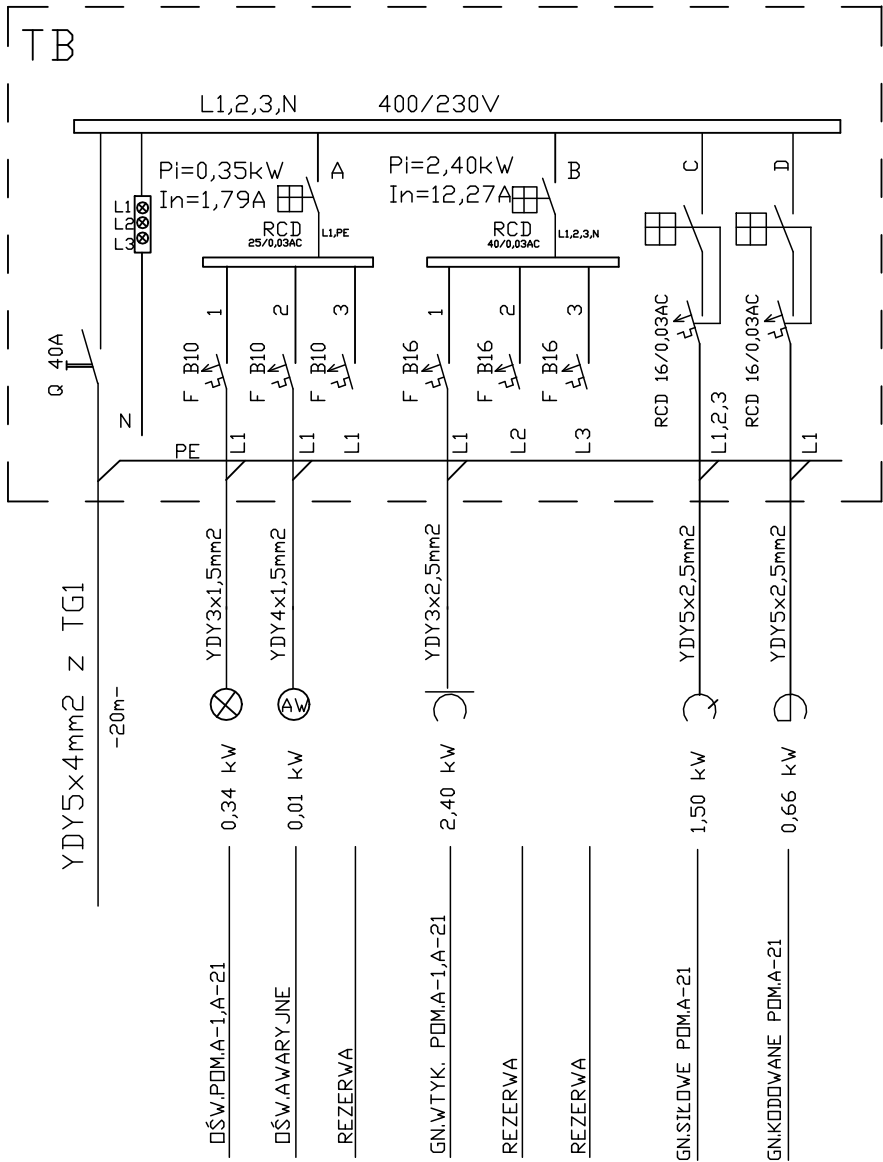 TB
L1,2,3,N 400/230V
Pi=0,35kW
In=1,79A
A
RCD
25/0,03AC
L1,PE
Pi=2,40kW
In=12,27A
B
RCD
40/0,03AC
L1,2,3,N
C
D
L1
L2
L3
1
2
3
1
2
3
Q 40A
F B10
F B10
F B10
F B16
F B16
F B16
RCD 16/0,03AC
RCD 16/0,03AC
N
PE
L1
L1
L1
L1
L2
L3
L1,2,3
L1
YDY5x4mm2 z TG1
-20m-
YDY3x1,5mm2
YDY4x1,5mm2
YDY3x2,5mm2
YDY5x2,5mm2
YDY5x2,5mm2
AW
0,34 kW
0,01 kW
2,40 kW
1,50 kW
0,66 kW
OŚW.POM.A-1,A-21
OŚW.AWARYJNE
REZERWA
GN.WTYK. POM.A-1,A-21
REZERWA
REZERWA
GN.SIŁOWE POM.A-21
GN.KODOWANE POM.A-21